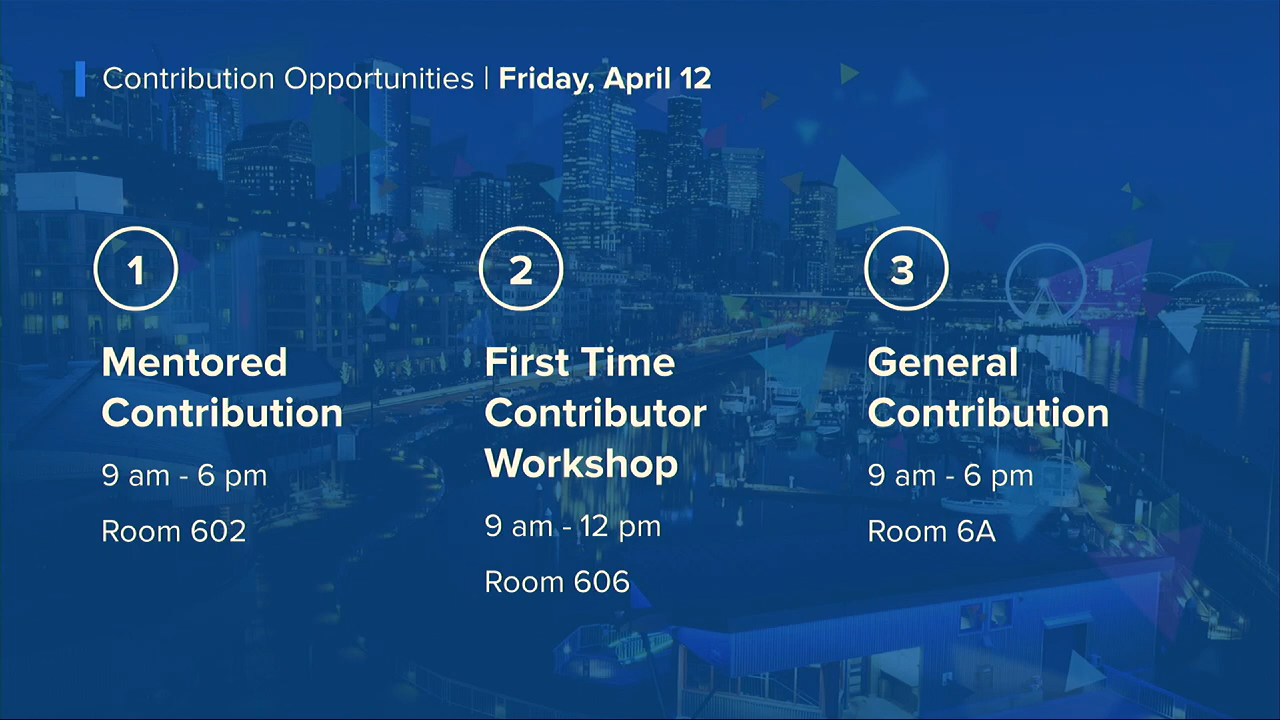 Contribution Opportunities | Friday, April 12
1
Mentored
Contribution
9 am - 6 pm
Room 602
2
First Time
Contributor
Workshop
9 am - 12 pm
Room 606
3
General
Contribution
9 am - 6 pm
Room 6A